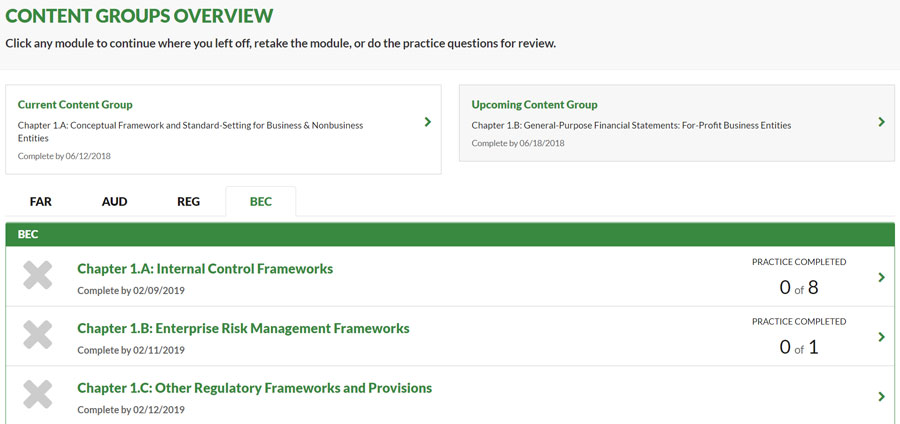 CONTENT GROUPS OVERVIEW
Click any module to continue where you left off, retake the module, or do the practice questions for review.
Current Content Group
Chapter 1.A: Conceptual Framework and Standard-Setting for Business & Nonbusiness
Entities
Complete by 06/12/2018
Upcoming Content Group
Chapter 1.B: General-Purpose Financial Statements: For-Profit Business Entities
Complete by 06/18/2018
FAR AUD REG BEC
BEC
Chapter 1.A: Internal Control Frameworks
Complete by 02/09/2019
PRACTICE COMPLETED
0 of 8
Chapter 1.B: Enterprise Risk Management Frameworks
Complete by 02/11/2019
PRACTICE COMPLETED
0 of 1
Chapter 1.C: Other Regulatory Frameworks and Provisions
Complete by 02/12/2019